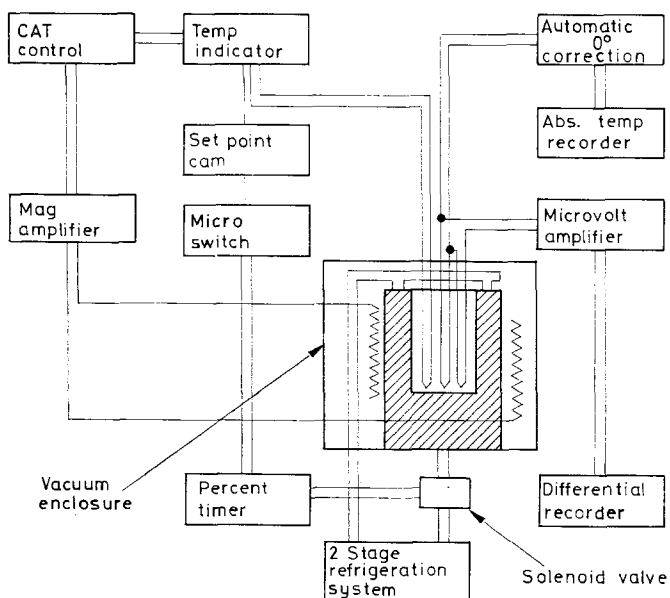 CAT
control
Temp
indicator
Automatic
0°
correction
Set point
cam
Abs. temp
recorder
Mag
amplifier
Micro
switch
Microvolt
amplifier
Vacuum
enclosure
Percent
timer
Differential
recorder
2 Stage
refrigeration
system
Solenoid valve